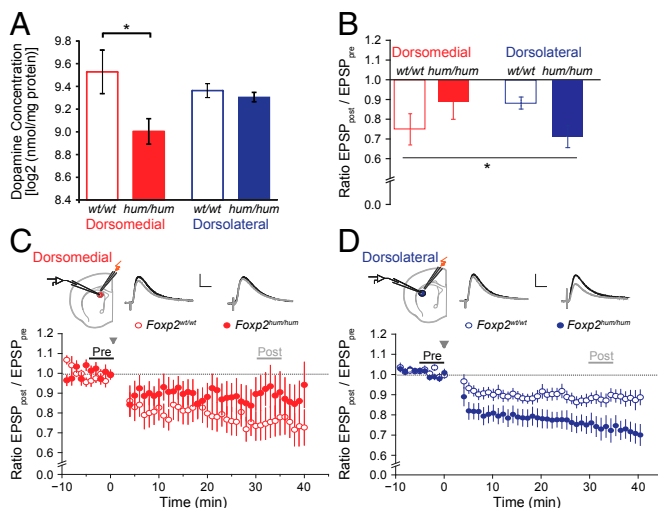 A
Dopamine Concentration
[log2 (nmol/mg protein)]
9.8
9.6
9.4
9.2
9.0
8.8
8.6
8.4
*
wt/wt hum/hum wt/wt hum/hum
Dorsomedial Dorsolateral
B
Ratio EPSPpost / EPSPpre
1.2
1.1
1.0
0.9
0.8
0.7
0.6
0.0
Dorsomedial Dorsolateral
wt/wt hum/hum wt/wt hum/hum
*
C
Dorsomedial
Foxp2wt/wt Foxp2hum/hum
Ratio EPSPpost / EPSPpre
1.2
1.1
1.0
0.9
0.8
0.7
0.6
0.0
Pre
Post
-10 0 10 20 30 40
Time (min)
D
Dorsolateral
Foxp2wt/wt Foxp2hum/hum
Ratio EPSPpost / EPSPpre
1.2
1.1
1.0
0.9
0.8
0.7
0.6
0.0
Pre
Post
-10 0 10 20 30 40
Time (min)